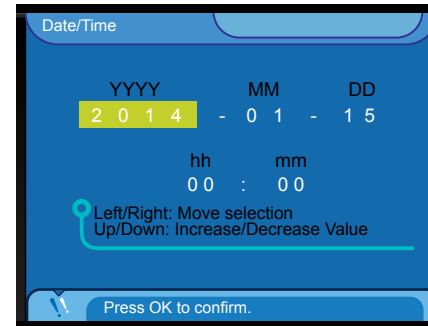 Date/Time
YYYY MM DD
2 0 1 4 - 0 1 - 1 5
hh mm
0 0 : 0 0
Left/Right: Move selection
Up/Down: Increase/Decrease Value
Press OK to confirm.